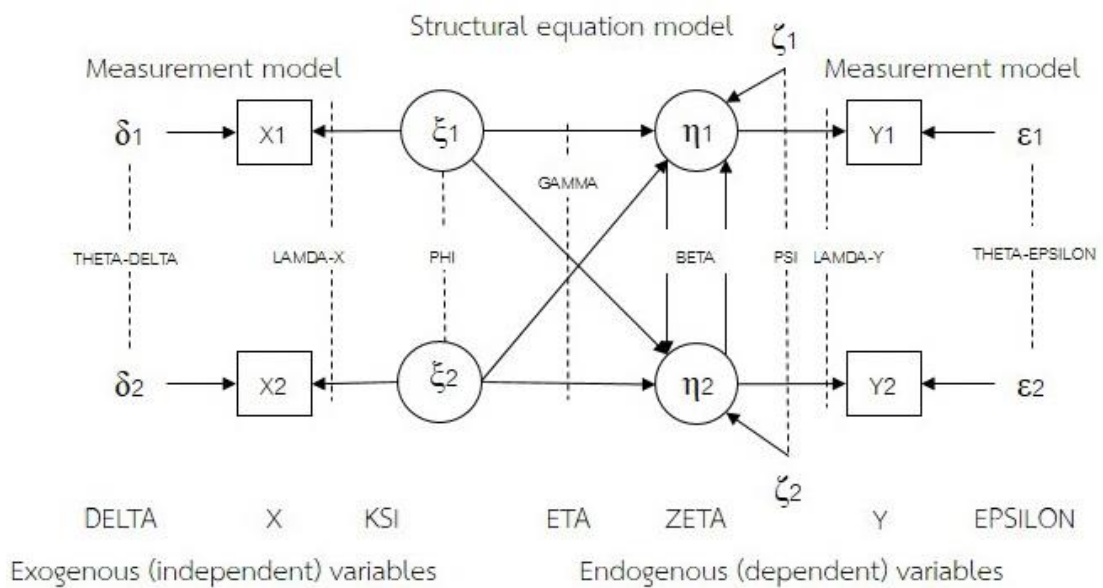 Structural equation model
ζ1
Measurement model
Measurement model
δ1
X1
ξ1
η1
Y1
ε1
GAMMA
THETA-DELTA
LAMDA-X
PHI
BETA
PSI
LAMDA-Y
THETA-EPSILON
δ2
X2
ξ2
η2
Y2
ε2
ζ2
DELTA X KSI ETA ZETA Y EPSILON
Exogenous (independent) variables
Endogenous (dependent) variables